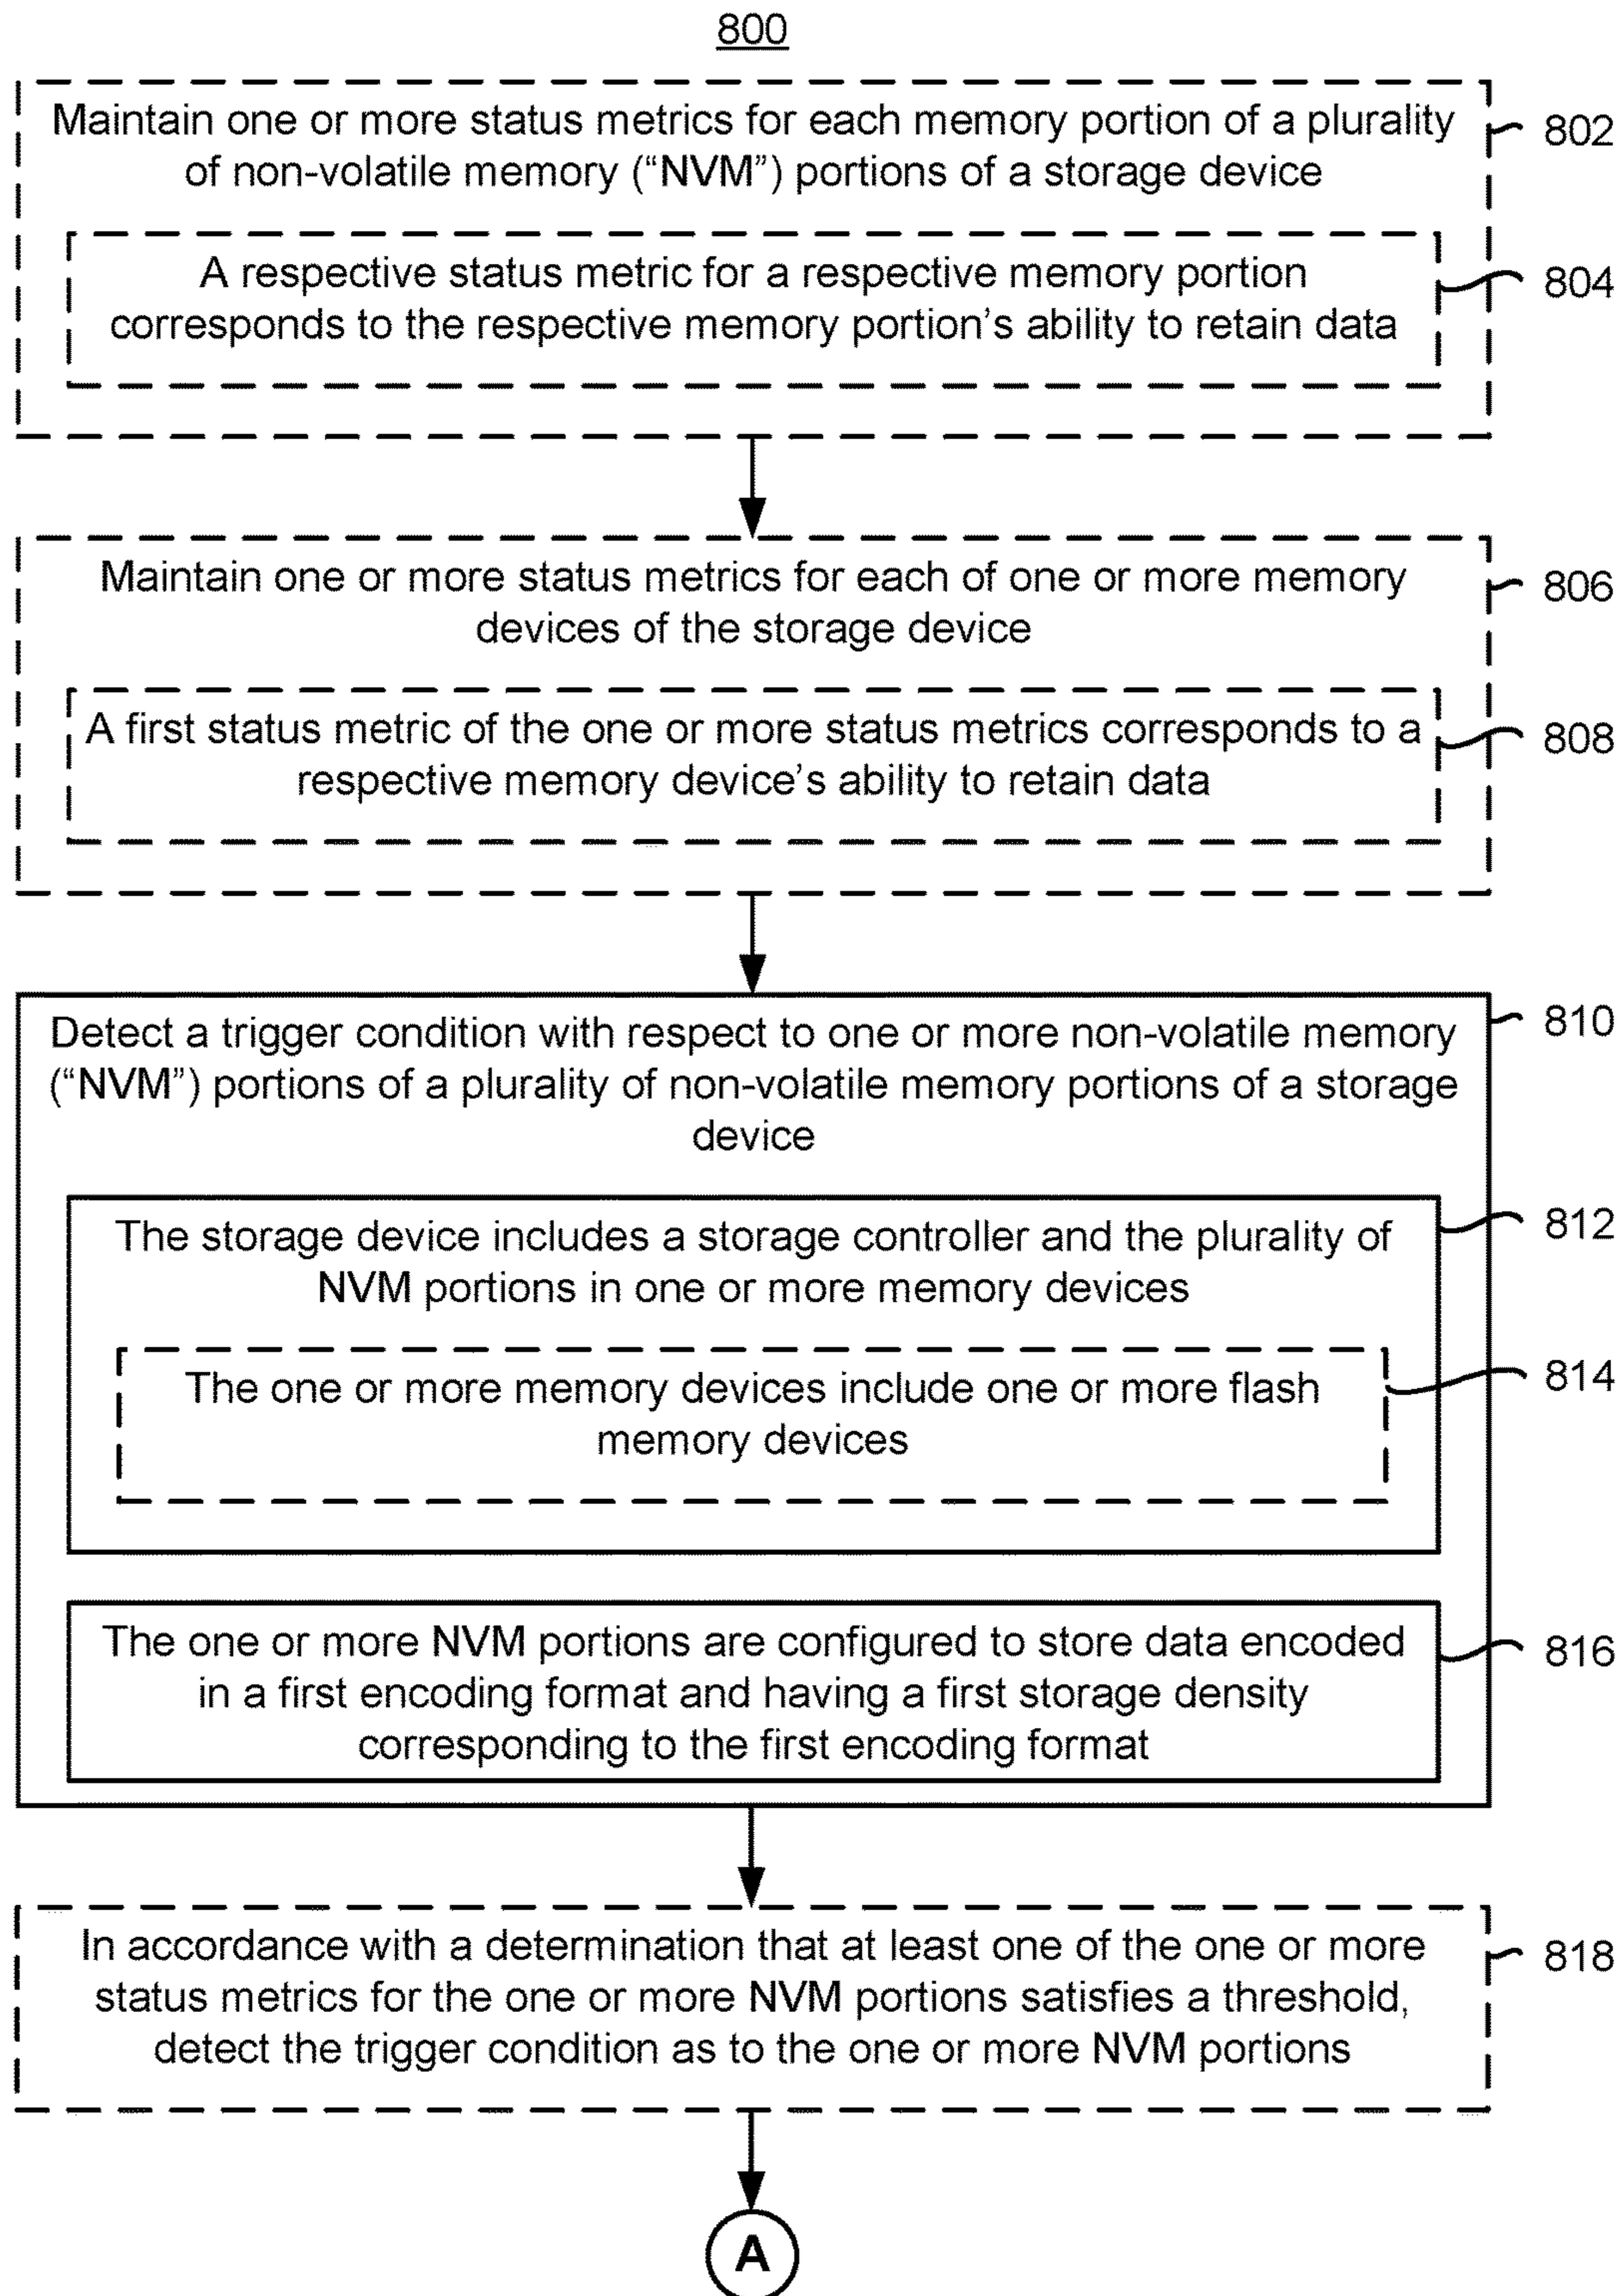 800
Maintain one or more status metrics for each memory portion of a plurality
of non-volatile memory (“NVM”) portions of a storage device
802
A respective status metric for a respective memory portion
corresponds to the respective memory portion’s ability to retain data
804
Maintain one or more status metrics for each of one or more memory
devices of the storage device
806
A first status metric of the one or more status metrics corresponds to a
respective memory device’s ability to retain data
808
Detect a trigger condition with respect to one or more non-volatile memory
(“NVM”) portions of a plurality of non-volatile memory portions of a storage
device
810
The storage device includes a storage controller and the plurality of
NVM portions in one or more memory devices
812
The one or more memory devices include one or more flash
memory devices
814
The one or more NVM portions are configured to store data encoded
in a first encoding format and having a first storage density
corresponding to the first encoding format
816
In accordance with a determination that at least one of the one or more
status metrics for the one or more NVM portions satisfies a threshold,
detect the trigger condition as to the one or more NVM portions
818
A